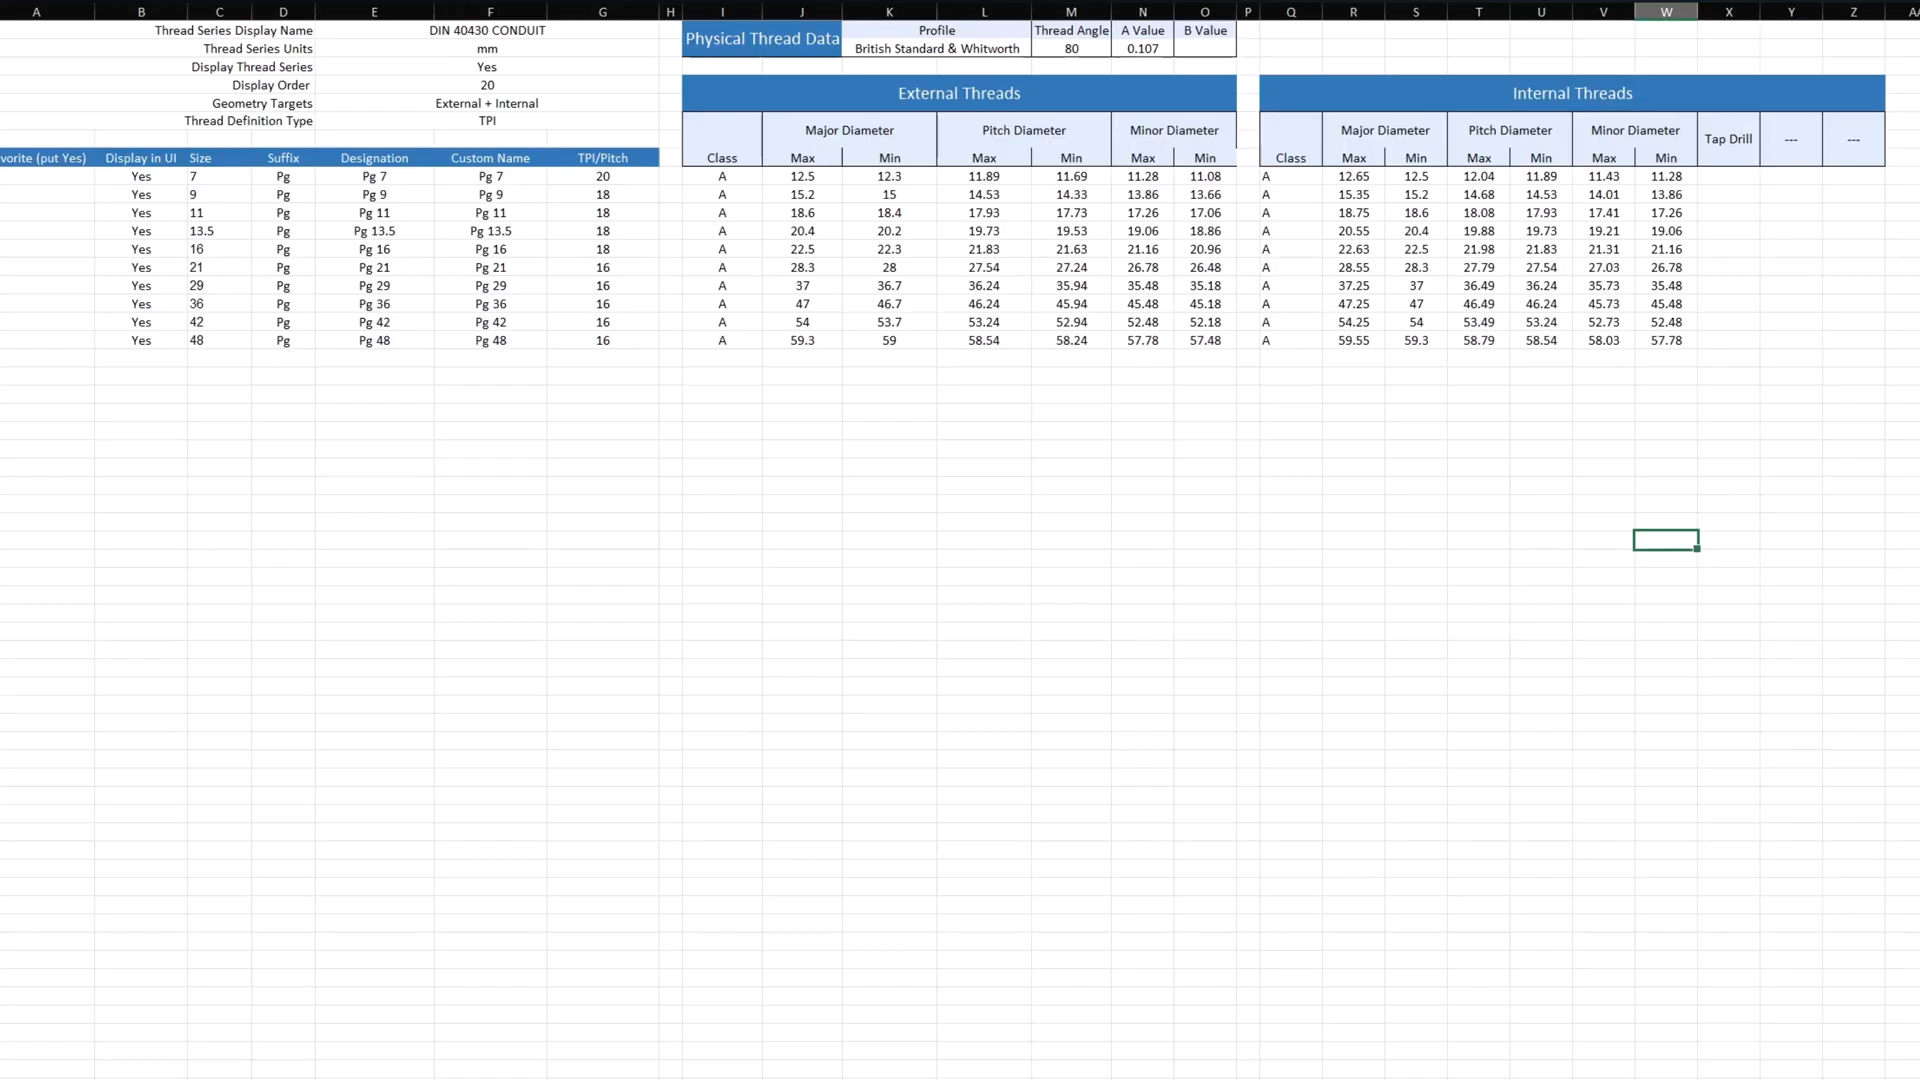 A B C D E F G H I J K L M N O P Q R S T U V W X Y Z
Thread Series Display Name DIN 40430 CONDUIT
Thread Series Units mm
Display Thread Series Yes
Display Order 20
Geometry Targets External + Internal
Thread Definition Type TPI
Physical Thread Data
Profile Thread Angle A Value B Value
British Standard & Whitworth 80 0.107
External Threads Internal Threads
Major Diameter Pitch Diameter Minor Diameter Major Diameter Pitch Diameter Minor Diameter Tap Drill --- ---
vorite (put Yes) Display in UI Size Suffix Designation Custom Name TPI/Pitch Class Max Min Max Min Max Min Class Max Min Max Min Max Min
Yes 7 Pg Pg 7 Pg 7 20 A 12.5 12.3 11.89 11.69 11.28 11.08 A 12.65 12.5 12.04 11.89 11.43 11.28
Yes 9 Pg Pg 9 Pg 9 18 A 15.2 15 14.53 14.33 13.86 13.66 A 15.35 15.2 14.68 14.53 14.01 13.86
Yes 11 Pg Pg 11 Pg 11 18 A 18.6 18.4 17.93 17.73 17.26 17.06 A 18.75 18.6 18.08 17.93 17.41 17.26
Yes 13.5 Pg Pg 13.5 Pg 13.5 18 A 20.4 20.2 19.73 19.53 19.06 18.86 A 20.55 20.4 19.88 19.73 19.21 19.06
Yes 16 Pg Pg 16 Pg 16 18 A 22.5 22.3 21.83 21.63 21.16 20.96 A 22.63 22.5 21.98 21.83 21.31 21.16
Yes 21 Pg Pg 21 Pg 21 16 A 28.3 28 27.54 27.24 26.78 26.48 A 28.55 28.3 27.79 27.54 27.03 26.78
Yes 29 Pg Pg 29 Pg 29 16 A 37 36.7 36.24 35.94 35.48 35.18 A 37.25 37 36.49 36.24 35.73 35.48
Yes 36 Pg Pg 36 Pg 36 16 A 47 46.7 46.24 45.94 45.48 45.18 A 47.25 47 46.49 46.24 45.73 45.48
Yes 42 Pg Pg 42 Pg 42 16 A 54 53.7 53.24 52.94 52.48 52.18 A 54.25 54 53.49 53.24 52.73 52.48
Yes 48 Pg Pg 48 Pg 48 16 A 59.3 59 58.54 58.24 57.78 57.48 A 59.55 59.3 58.79 58.54 58.03 57.78